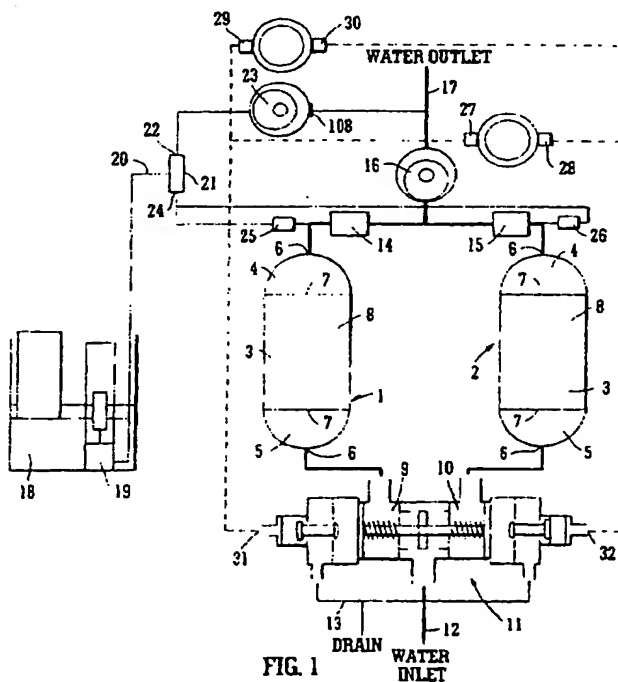 29 30
WATER OUTLET
23 17
22 108 27
20 21 16 28
24
25 14 15 26
6 6
4 7 7 4
8 8
3 2 3
1
7 7
5 6 6 5
9 10
18 19
31 32
13 12 11
DRAIN WATER
INLET
FIG. 1